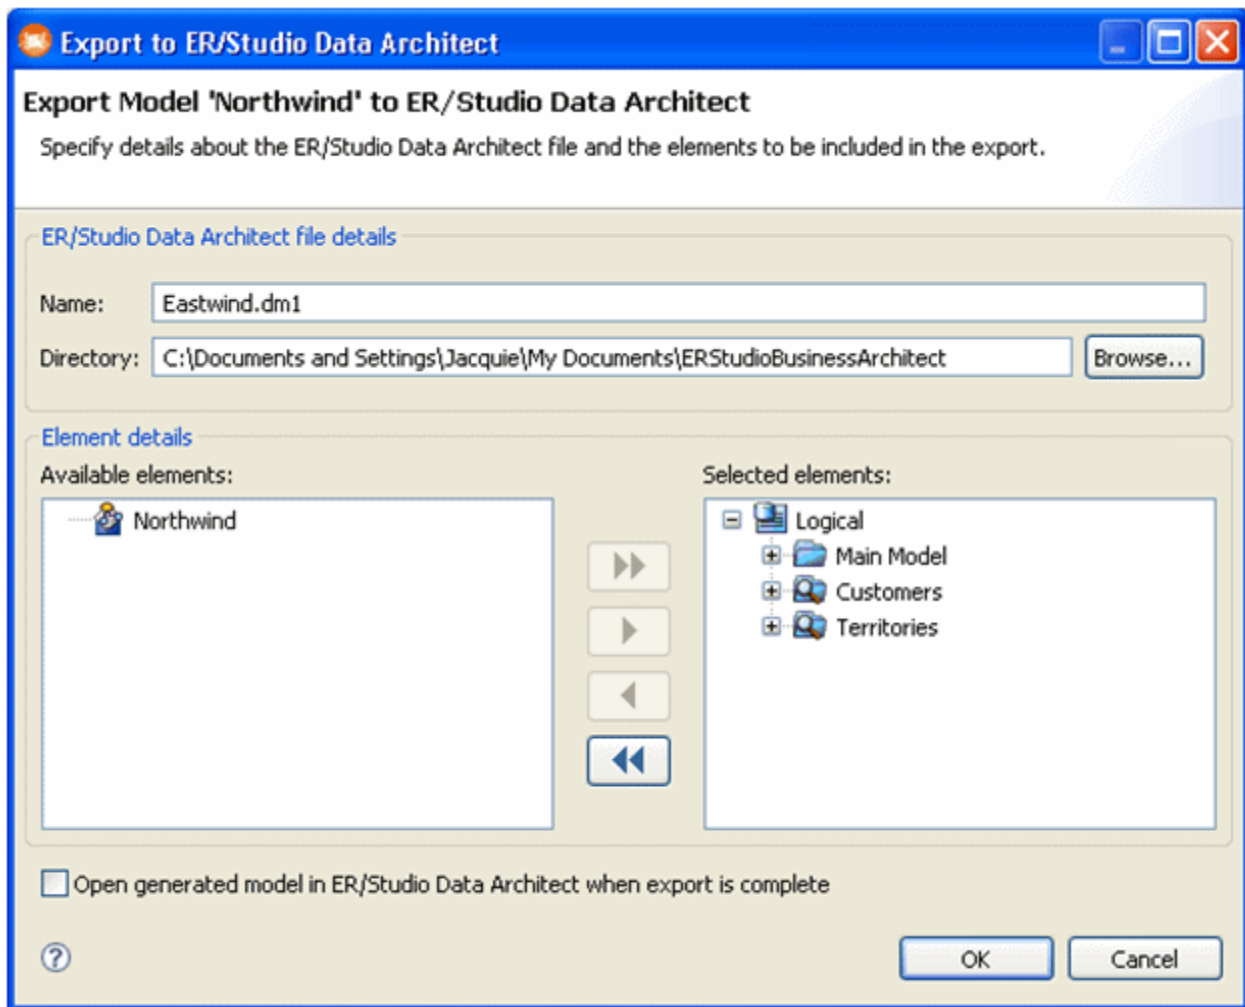 Export to ER/Studio Data Architect
Export Model 'Northwind' to ER/Studio Data Architect
Specify details about the ER/Studio Data Architect file and the elements to be included in the export.
ER/Studio Data Architect file details
Name: Eastwind.dm1
Directory: C:\Documents and Settings\Jacquie\My Documents\ERStudioBusinessArchitect Browse...
Element details
Available elements:
Northwind
Selected elements:
Logical
Main Model
Customers
Territories
Open generated model in ER/Studio Data Architect when export is complete
? OK Cancel